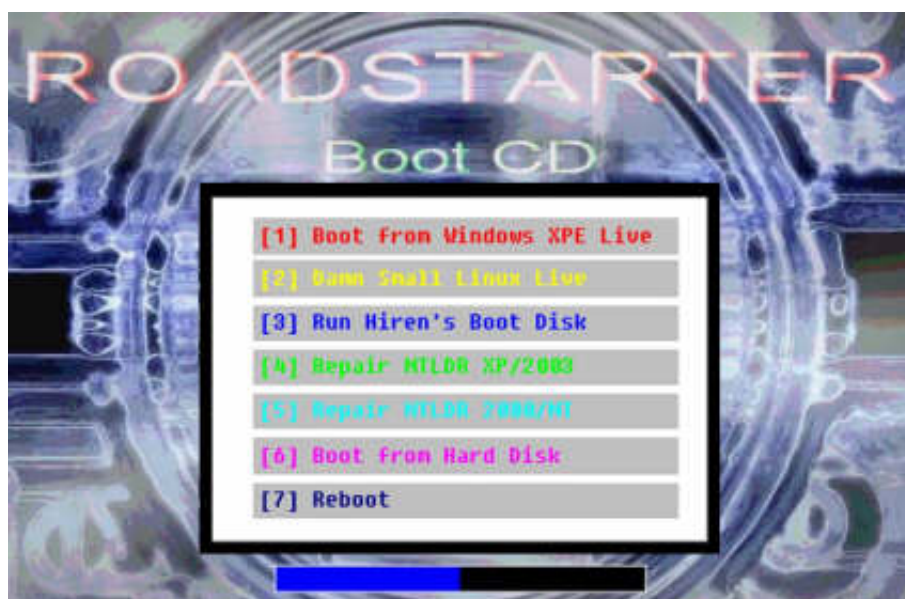 ROADSTARTER
Boot CD
[1] Boot from Windows XPE Live
[2] Damn Small Linux Live
[3] Run Hiren's Boot Disk
[4] Repair NTLDR XP/2003
[5] Repair NTLDR 2000/NT
[6] Boot from Hard Disk
[7] Reboot